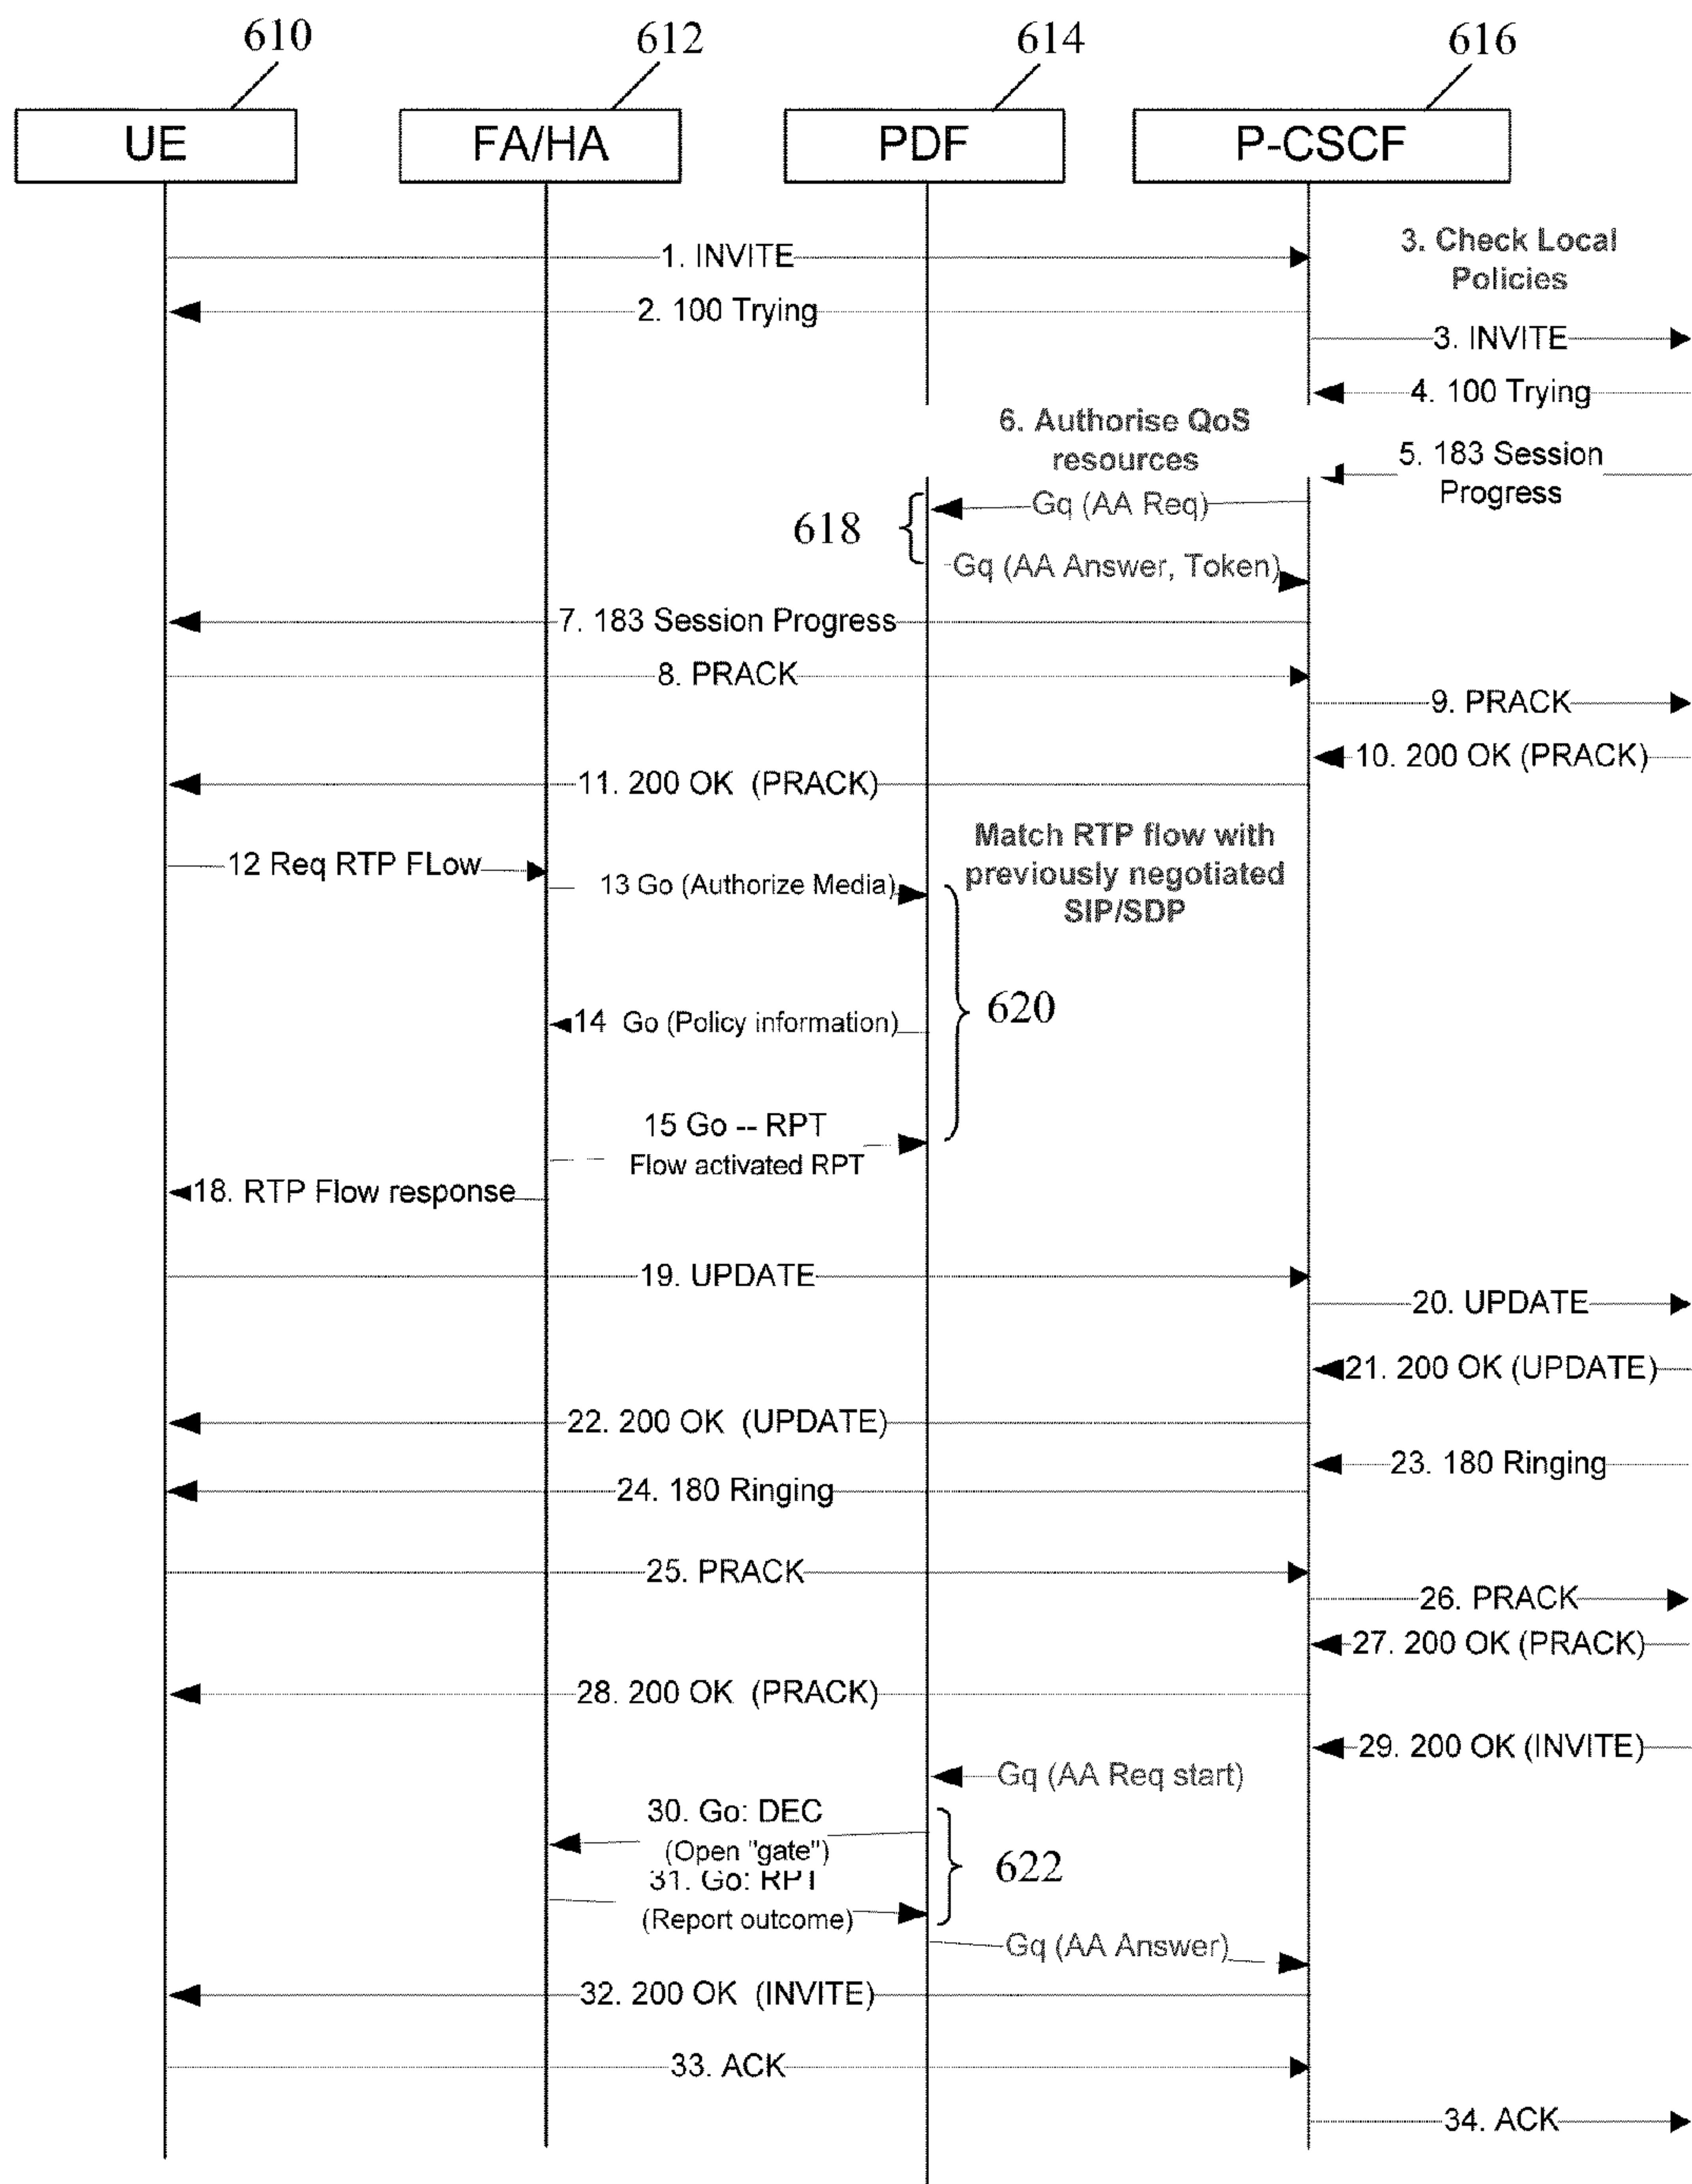 610
612
614
616
UE
FA/HA
PDF
P-CSCF
1. INVITE
3. Check Local
Policies
2. 100 Trying
3. INVITE
4. 100 Trying
6. Authorise QoS
resources
5. 183 Session
Progress
Gq (AA Req)
618
Gq (AA Answer, Token)
7. 183 Session Progress
8. PRACK
9. PRACK
10. 200 OK (PRACK)
11. 200 OK (PRACK)
Match RTP flow with
previously negotiated
SIP/SDP
12 Req RTP FLow
13 Go (Authorize Media)
620
14 Go (Policy information)
15 Go -- RPT
Flow activated RPT
18. RTP Flow response
19. UPDATE
20. UPDATE
21. 200 OK (UPDATE)
22. 200 OK (UPDATE)
23. 180 Ringing
24. 180 Ringing
25. PRACK
26. PRACK
27. 200 OK (PRACK)
28. 200 OK (PRACK)
29. 200 OK (INVITE)
Gq (AA Req start)
30. Go: DEC
(Open "gate")
622
31. Go: RPT
(Report outcome)
Gq (AA Answer)
32. 200 OK (INVITE)
33. ACK
34. ACK